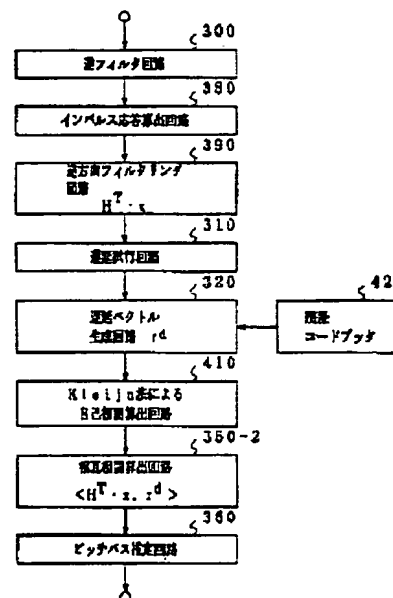 300
逆フィルタ回路
380
インパルス応答算出回路
390
逆方向フィルタリング
回路
H^T・x
310
遅延試行回路
320
遅延ベクトル
生成回路 r^d
42
コードブック
410
Kleijn法による
自己相関算出回路
350-2
相互相関算出回路
<H^T・x, r^d>
360
ピッチパス推定回路